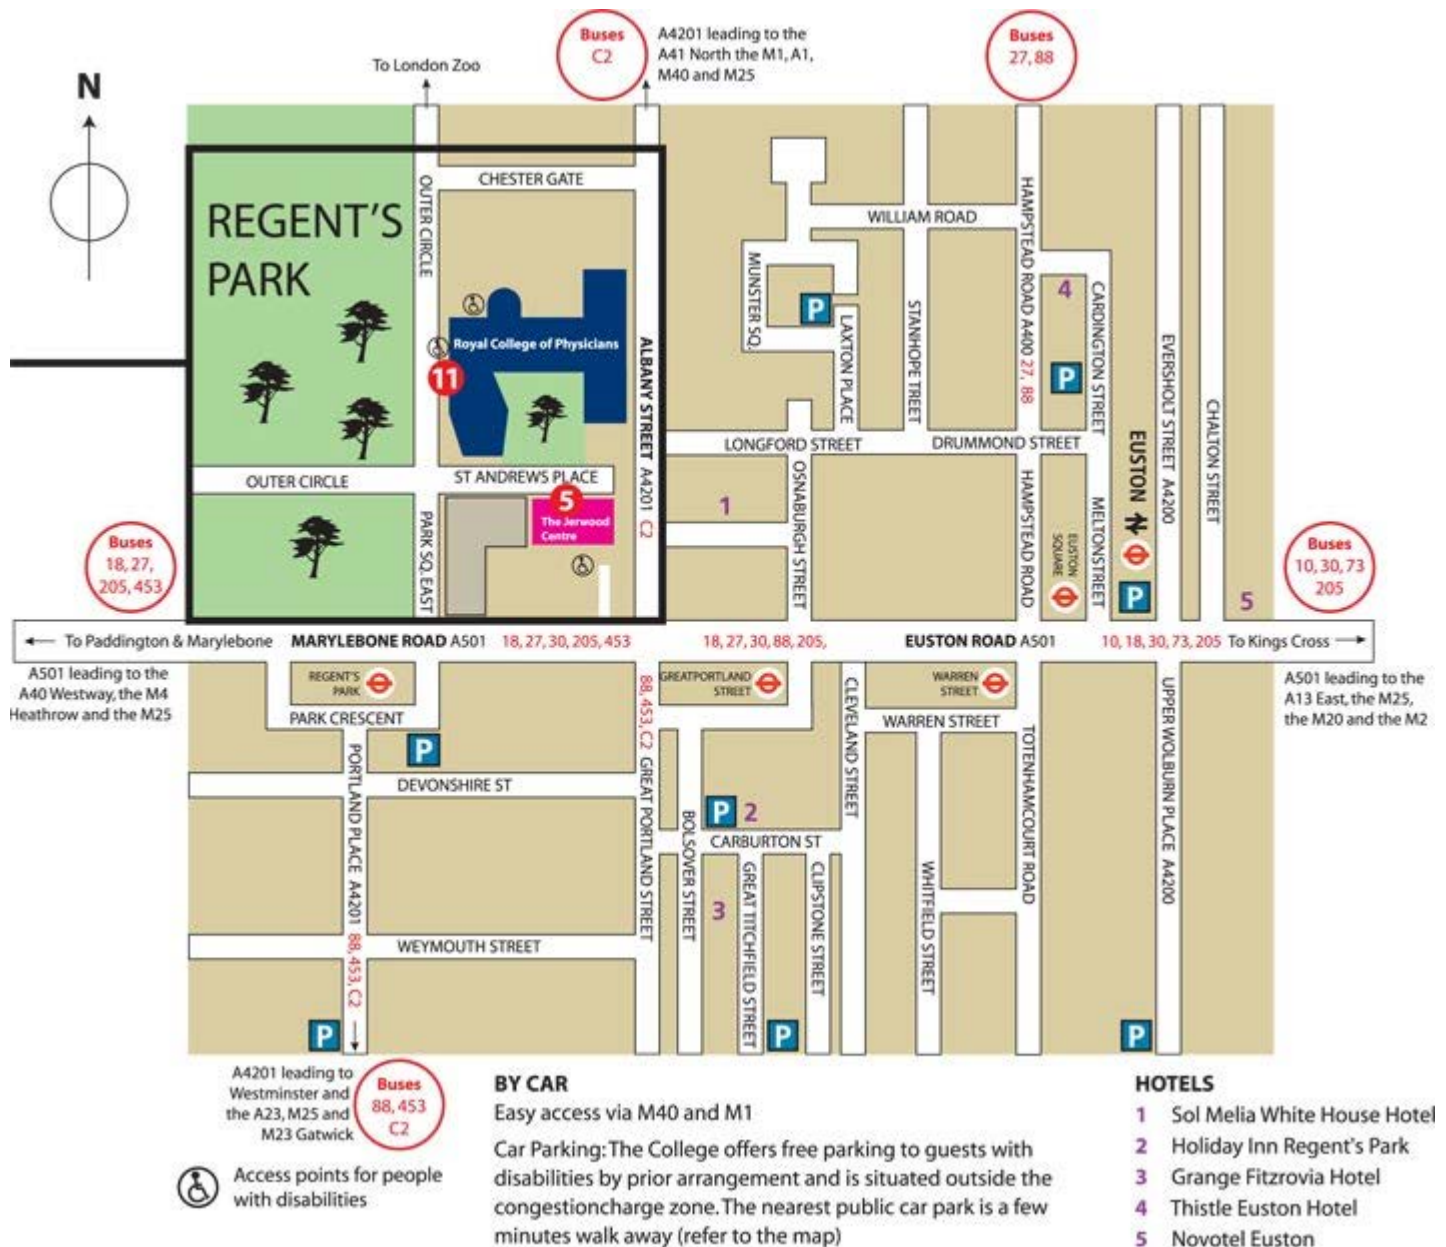 Buses
C2
A4201 leading to the
A41 North the M1, A1,
M40 and M25
Buses
27, 88
To London Zoo
N
CHESTER GATE
OUTER CIRCLE
REGENT'S
PARK
WILLIAM ROAD
HAMPSTEAD ROAD A400 27, 88
MUNSTER SQ.
P
LAXTON PLACE
STANHOPE TREET
4
CARDINGTON STREET
P
EVERSHOLT STREET A4200
CHALTON STREET
Royal College of Physicians
11
ALBANY STREET A4201 C2
LONGFORD STREET
DRUMMOND STREET
EUSTON
OUTER CIRCLE
ST ANDREWS PLACE
5
The Jerwood
Centre
1
OSNABURGH STREET
HAMPSTEAD ROAD
MELTONSTREET
EUSTON
SQUARE
P
PARK SQ. EAST
Buses
18, 27,
205, 453
Buses
10, 30, 73
205
5
To Paddington & Marylebone
MARYLEBONE ROAD A501
18, 27, 30, 205, 453
18, 27, 30, 88, 205,
EUSTON ROAD A501
10, 18, 30, 73, 205
To Kings Cross
A501 leading to the
A40 Westway, the M4
Heathrow and the M25
REGENT'S
PARK
GREATPORTLAND
STREET
WARREN
STREET
A501 leading to the
A13 East, the M25,
the M20 and the M2
PARK CRESCENT
P
88, 453, C2 GREAT PORTLAND STREET
CLEVELAND STREET
WARREN STREET
TOTENHAMCOURT ROAD
UPPER WOLBURN PLACE A4200
PORTLAND PLACE A4201 88, 453, C2
DEVONSHIRE ST
BOLSOVER STREET
P
2
CARBURTON ST
3
GREAT TITCHFIELD STREET
CLIPSTONE STREET
WHITFIELD STREET
WEYMOUTH STREET
P
P
P
A4201 leading to
Westminster and
the A23, M25 and
M23 Gatwick
Buses
88, 453
C2
Access points for people
with disabilities
BY CAR
Easy access via M40 and M1
Car Parking: The College offers free parking to guests with
disabilities by prior arrangement and is situated outside the
congestioncharge zone. The nearest public car park is a few
minutes walk away (refer to the map)
HOTELS
1 Sol Melia White House Hotel
2 Holiday Inn Regent's Park
3 Grange Fitzrovia Hotel
4 Thistle Euston Hotel
5 Novotel Euston